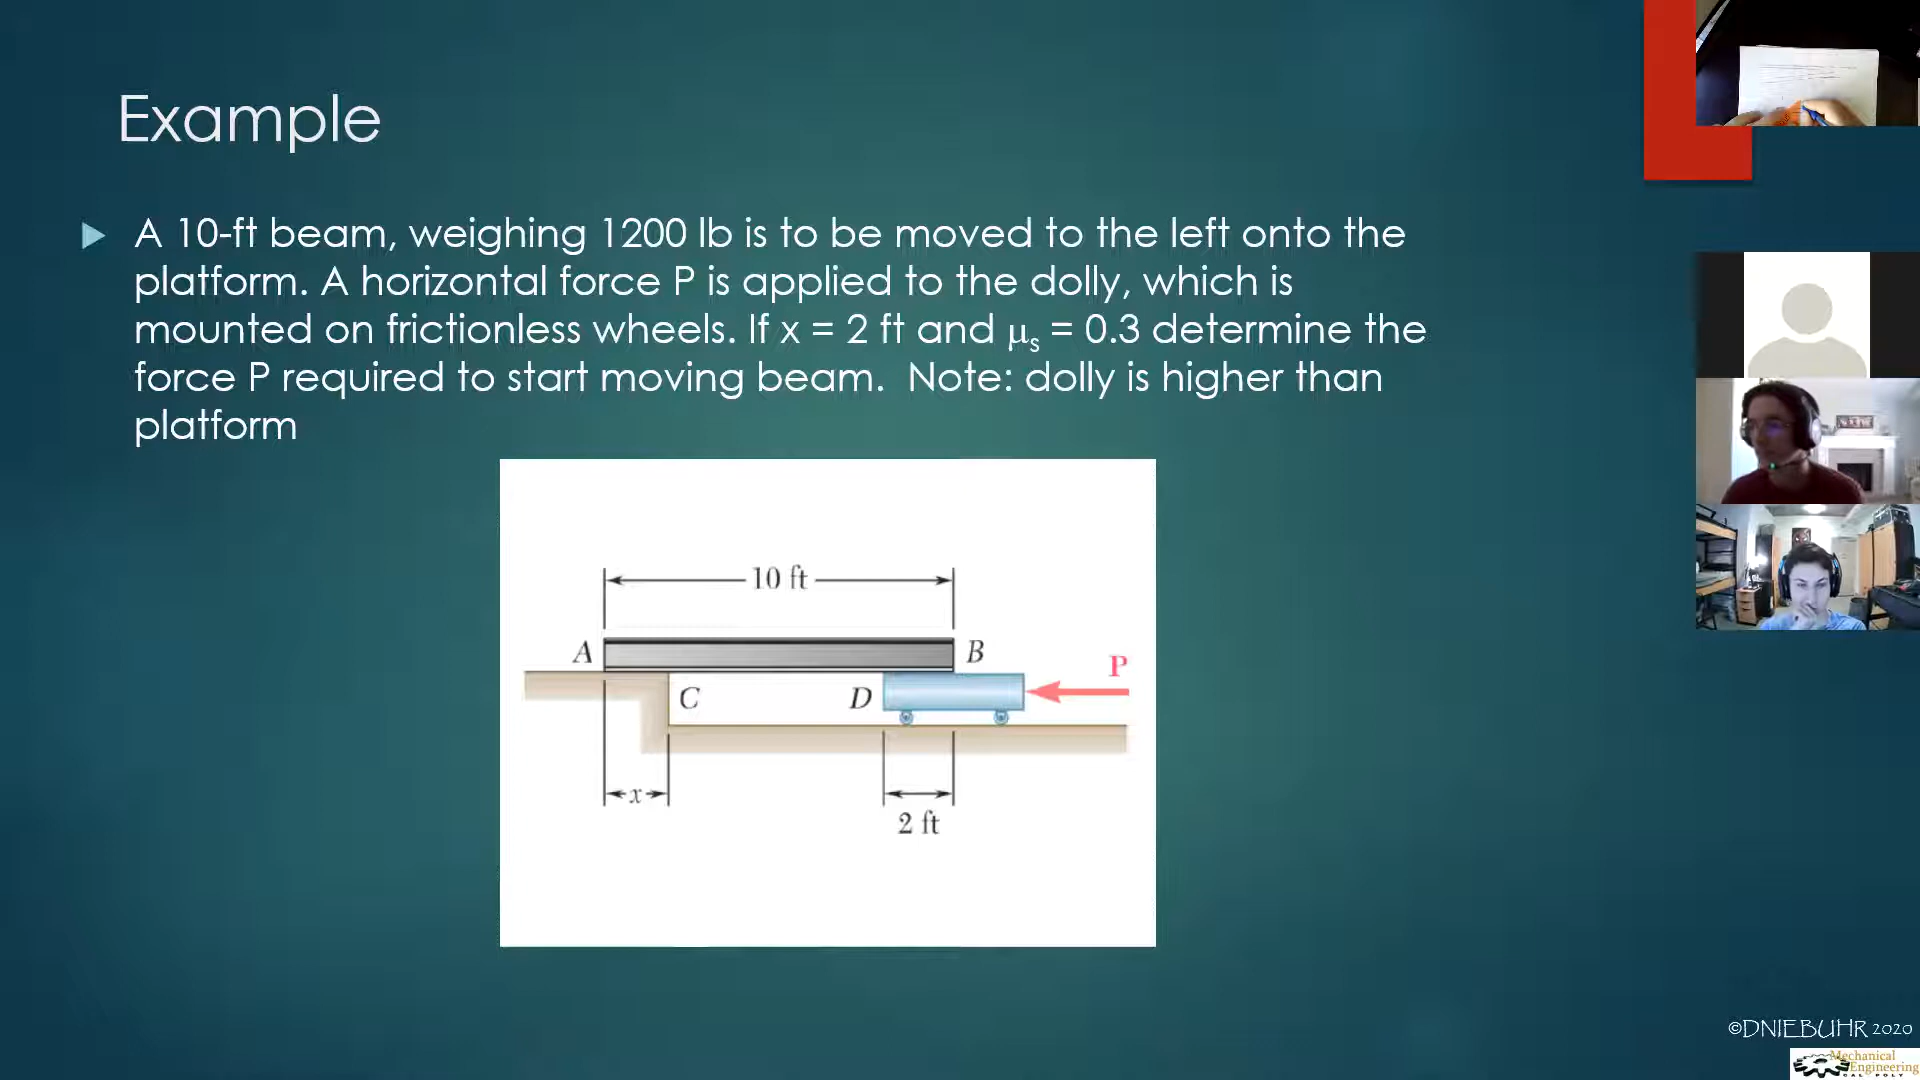 Example
A 10-ft beam, weighing 1200 lb is to be moved to the left onto the
platform. A horizontal force P is applied to the dolly, which is
mounted on frictionless wheels. If x = 2 ft and μs = 0.3 determine the
force P required to start moving beam.  Note: dolly is higher than
platform
10 ft
A
B
P
C
D
x
2 ft
©DNIEBUHR 2020
Mechanical
Engineering
CAL POLY